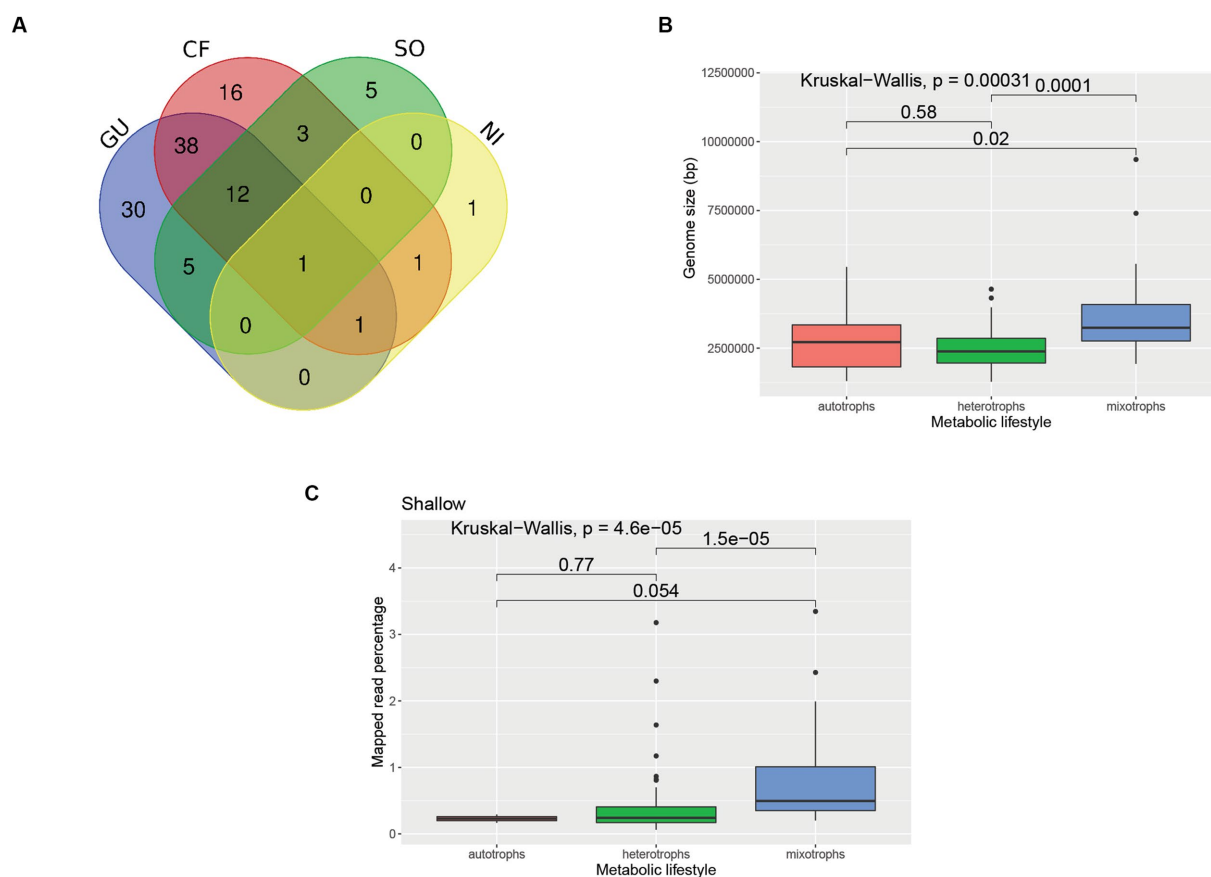 A
CF
SO
GU
NI
16
5
38
3
0
30
12
0
1
5
1
1
0
1
0
B
Kruskal−Wallis, p = 0.00031
0.0001
0.58
0.02
12500000
10000000
7500000
5000000
2500000
Genome size (bp)
autotrophs heterotrophs mixotrophs
Metabolic lifestyle
C
Shallow
Kruskal−Wallis, p = 4.6e−05
1.5e−05
0.77
0.054
4
3
2
1
0
Mapped read percentage
autotrophs heterotrophs mixotrophs
Metabolic lifestyle